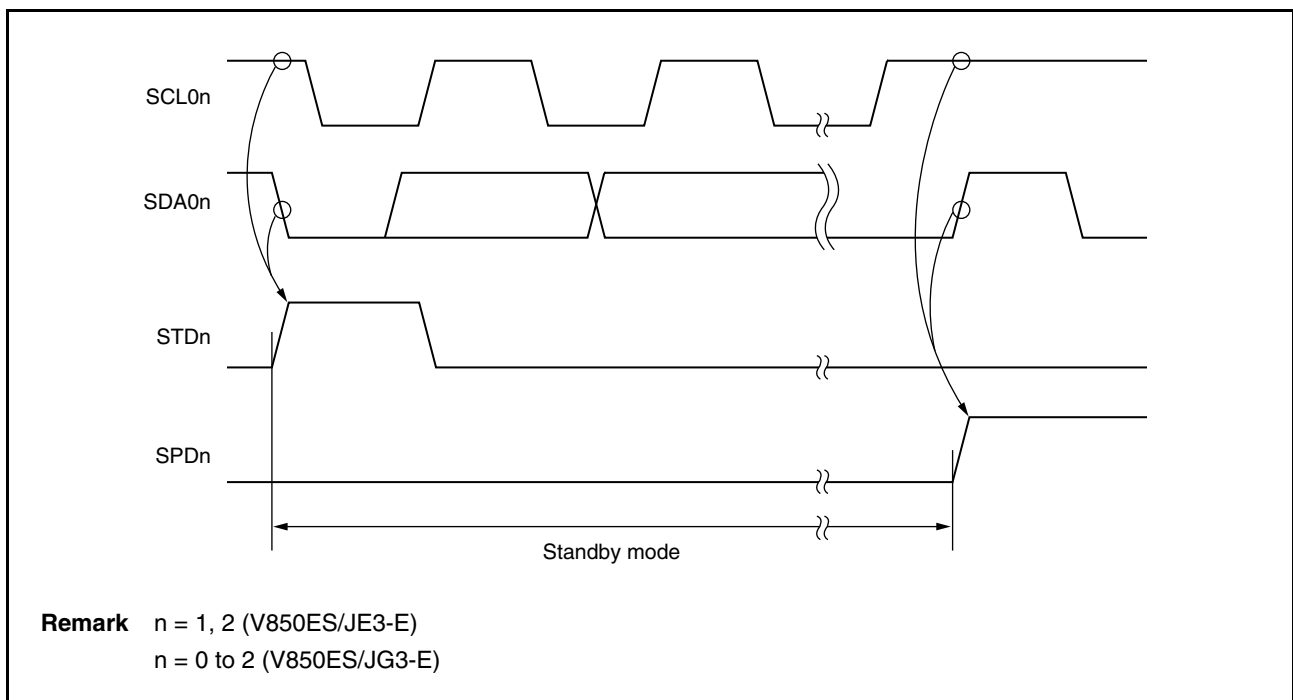 SCL0n
SDA0n
STDn
SPDn
Standby mode
Remark n = 1, 2 (V850ES/JE3-E)
n = 0 to 2 (V850ES/JG3-E)